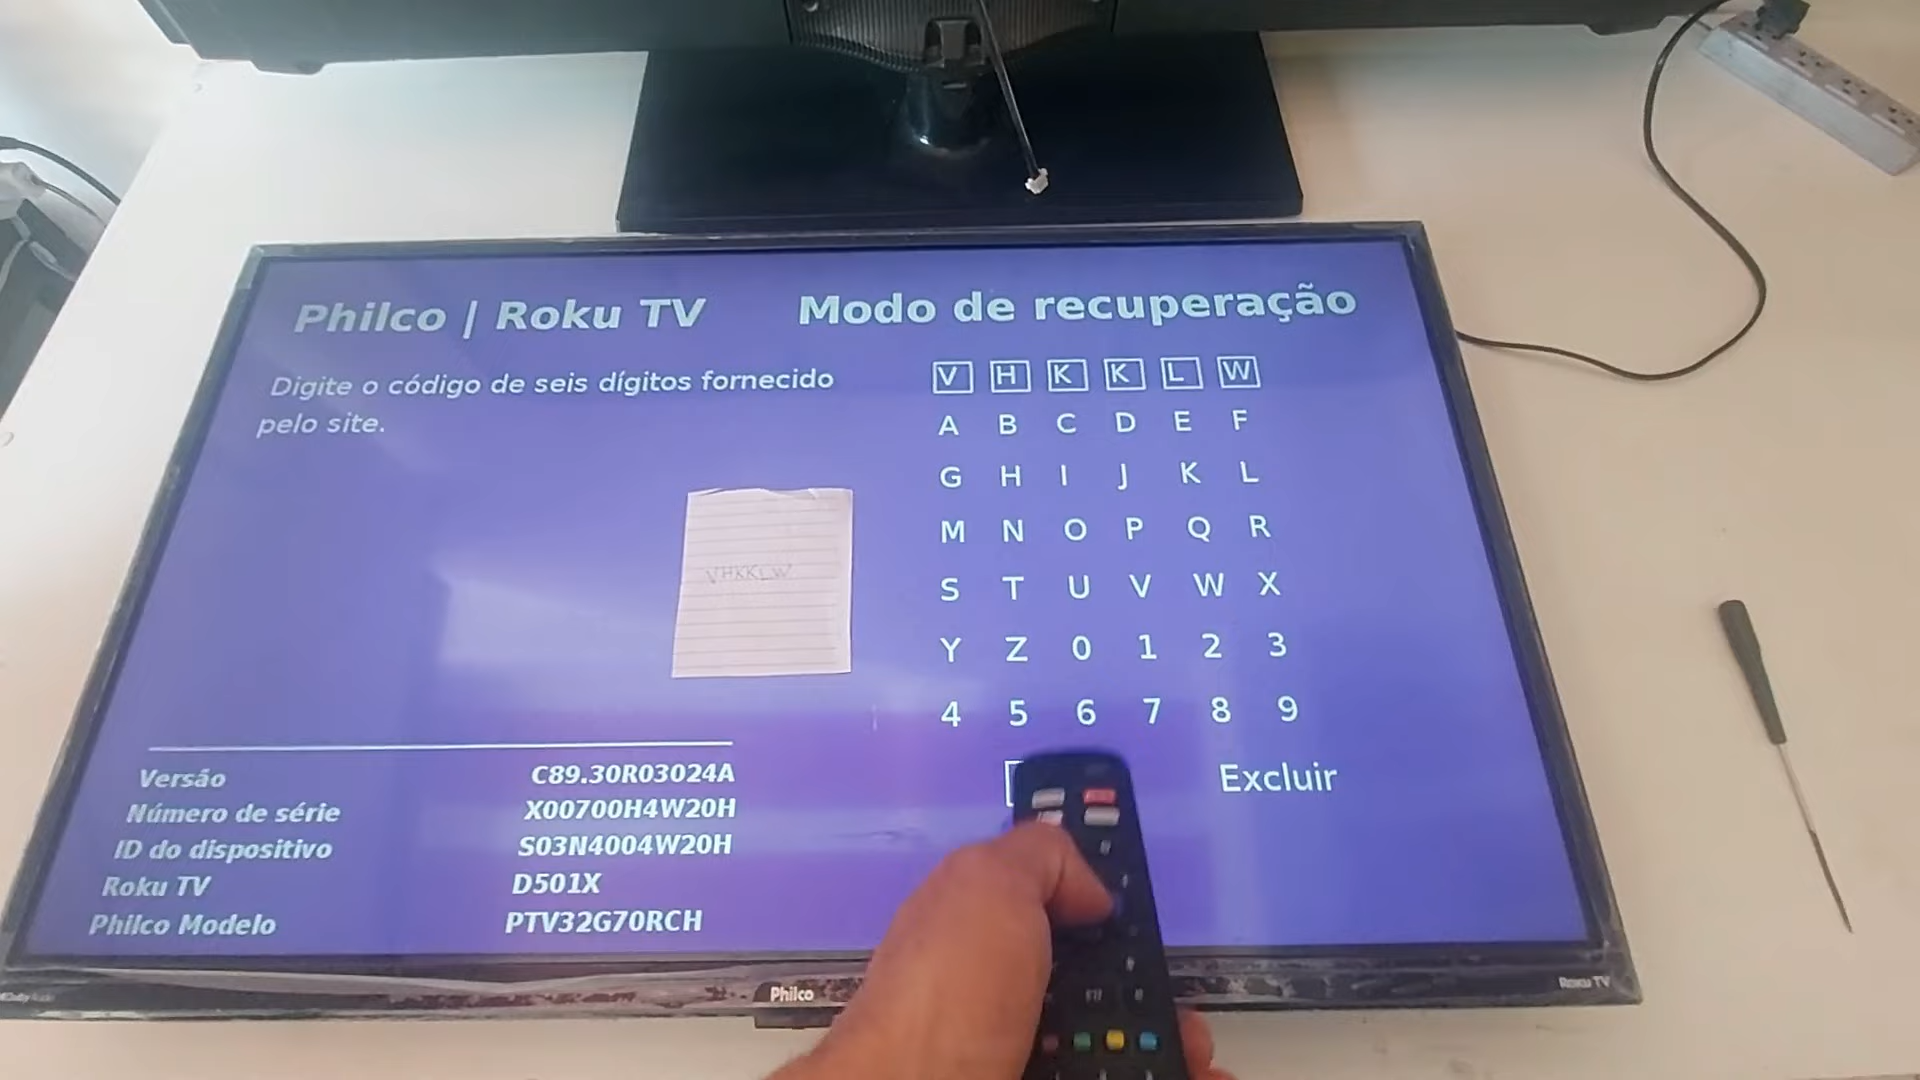 Philco | Roku TV
Modo de recuperação
Digite o código de seis dígitos fornecido
pelo site.
V H K K L W
A B C D E F
G H I J K L
M N O P Q R
S T U V W X
Y Z 0 1 2 3
4 5 6 7 8 9
Excluir
VHKKLW
Versão C89.30R03024A
Número de série X00700H4W20H
ID do dispositivo S03N4004W20H
Roku TV D501X
Philco Modelo PTV32G70RCH
Philco
Roku TV